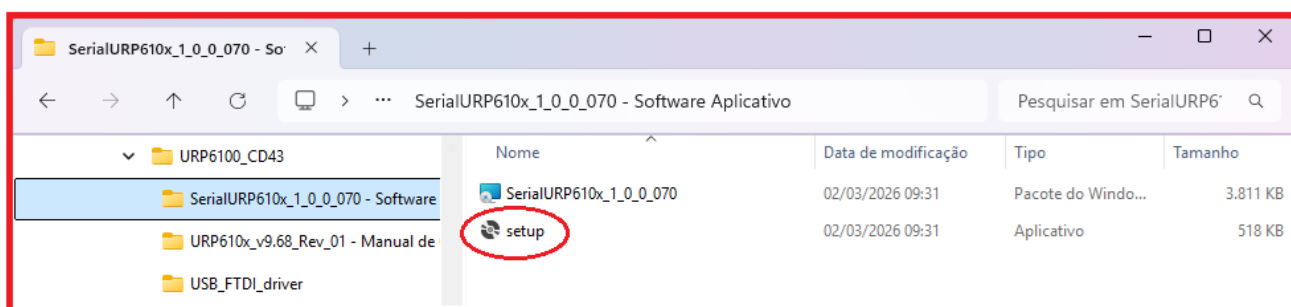 SerialURP610x_1_0_0_070 - So
... SerialURP610x_1_0_0_070 - Software Aplicativo
Pesquisar em SerialURP6
URP6100_CD43
SerialURP610x_1_0_0_070 - Software
URP610x_v9.68_Rev_01 - Manual de
USB_FTDI_driver
Nome Data de modificação Tipo Tamanho
SerialURP610x_1_0_0_070 02/03/2026 09:31 Pacote do Windo... 3.811 KB
setup 02/03/2026 09:31 Aplicativo 518 KB